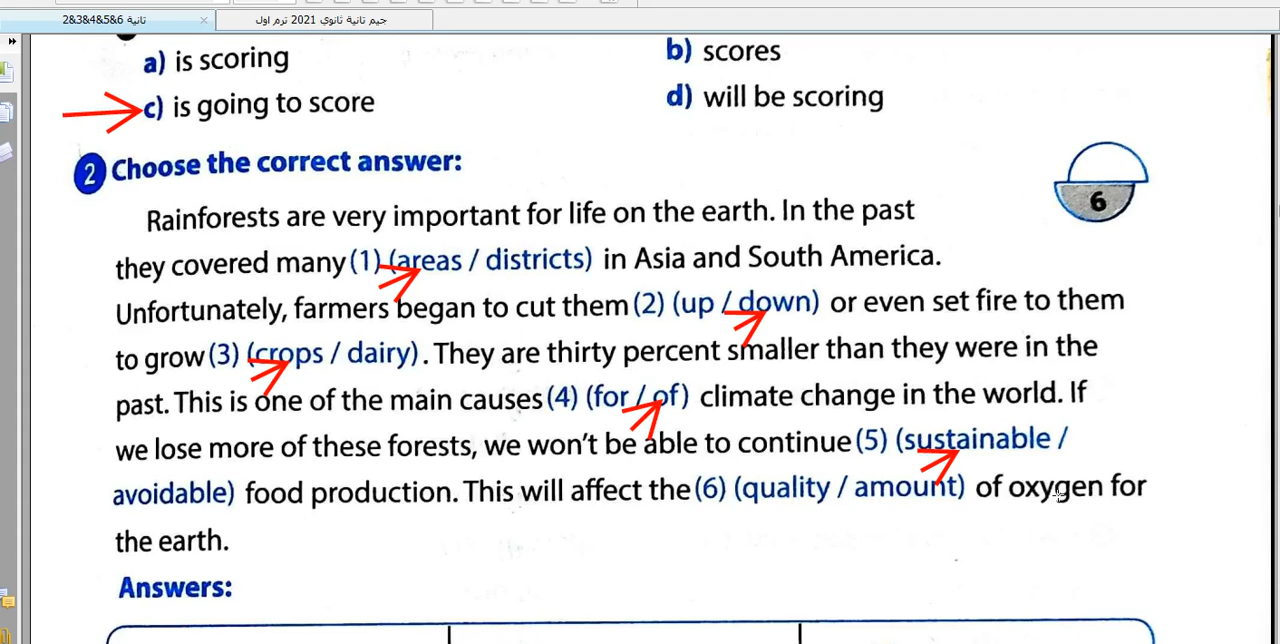 ثانية 2&3&4&5&6
جيم ثانية ثانوي 2021 ترم اول
a) is scoring
b) scores
c) is going to score
d) will be scoring
2 Choose the correct answer:
6
Rainforests are very important for life on the earth. In the past
they covered many (1) (areas / districts) in Asia and South America.
Unfortunately, farmers began to cut them (2) (up / down) or even set fire to them
to grow (3) (crops / dairy). They are thirty percent smaller than they were in the
past. This is one of the main causes (4) (for / of) climate change in the world. If
we lose more of these forests, we won't be able to continue (5) (sustainable /
avoidable) food production. This will affect the (6) (quality / amount) of oxygen for
the earth.
Answers: